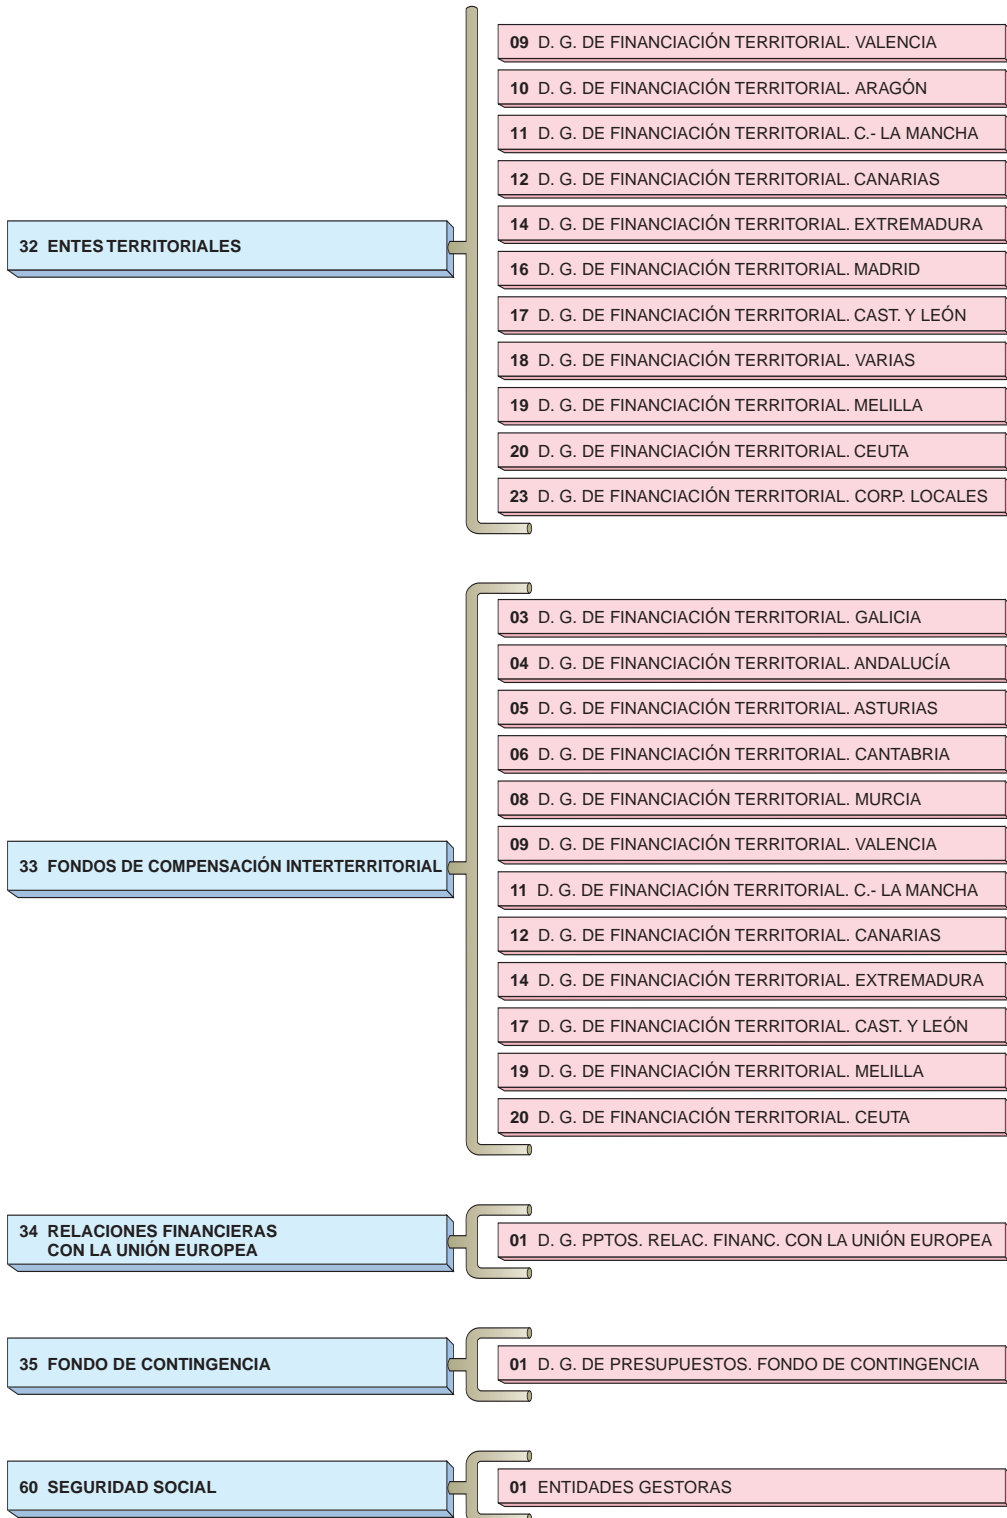 32 ENTES TERRITORIALES
09 D. G. DE FINANCIACIÓN TERRITORIAL. VALENCIA
10 D. G. DE FINANCIACIÓN TERRITORIAL. ARAGÓN
11 D. G. DE FINANCIACIÓN TERRITORIAL. C.- LA MANCHA
12 D. G. DE FINANCIACIÓN TERRITORIAL. CANARIAS
14 D. G. DE FINANCIACIÓN TERRITORIAL. EXTREMADURA
16 D. G. DE FINANCIACIÓN TERRITORIAL. MADRID
17 D. G. DE FINANCIACIÓN TERRITORIAL. CAST. Y LEÓN
18 D. G. DE FINANCIACIÓN TERRITORIAL. VARIAS
19 D. G. DE FINANCIACIÓN TERRITORIAL. MELILLA
20 D. G. DE FINANCIACIÓN TERRITORIAL. CEUTA
23 D. G. DE FINANCIACIÓN TERRITORIAL. CORP. LOCALES
33 FONDOS DE COMPENSACIÓN INTERTERRITORIAL
03 D. G. DE FINANCIACIÓN TERRITORIAL. GALICIA
04 D. G. DE FINANCIACIÓN TERRITORIAL. ANDALUCÍA
05 D. G. DE FINANCIACIÓN TERRITORIAL. ASTURIAS
06 D. G. DE FINANCIACIÓN TERRITORIAL. CANTABRIA
08 D. G. DE FINANCIACIÓN TERRITORIAL. MURCIA
09 D. G. DE FINANCIACIÓN TERRITORIAL. VALENCIA
11 D. G. DE FINANCIACIÓN TERRITORIAL. C.- LA MANCHA
12 D. G. DE FINANCIACIÓN TERRITORIAL. CANARIAS
14 D. G. DE FINANCIACIÓN TERRITORIAL. EXTREMADURA
17 D. G. DE FINANCIACIÓN TERRITORIAL. CAST. Y LEÓN
19 D. G. DE FINANCIACIÓN TERRITORIAL. MELILLA
20 D. G. DE FINANCIACIÓN TERRITORIAL. CEUTA
34 RELACIONES FINANCIERAS
CON LA UNIÓN EUROPEA
01 D. G. PPTOS. RELAC. FINANC. CON LA UNIÓN EUROPEA
35 FONDO DE CONTINGENCIA
01 D. G. DE PRESUPUESTOS. FONDO DE CONTINGENCIA
60 SEGURIDAD SOCIAL
01 ENTIDADES GESTORAS